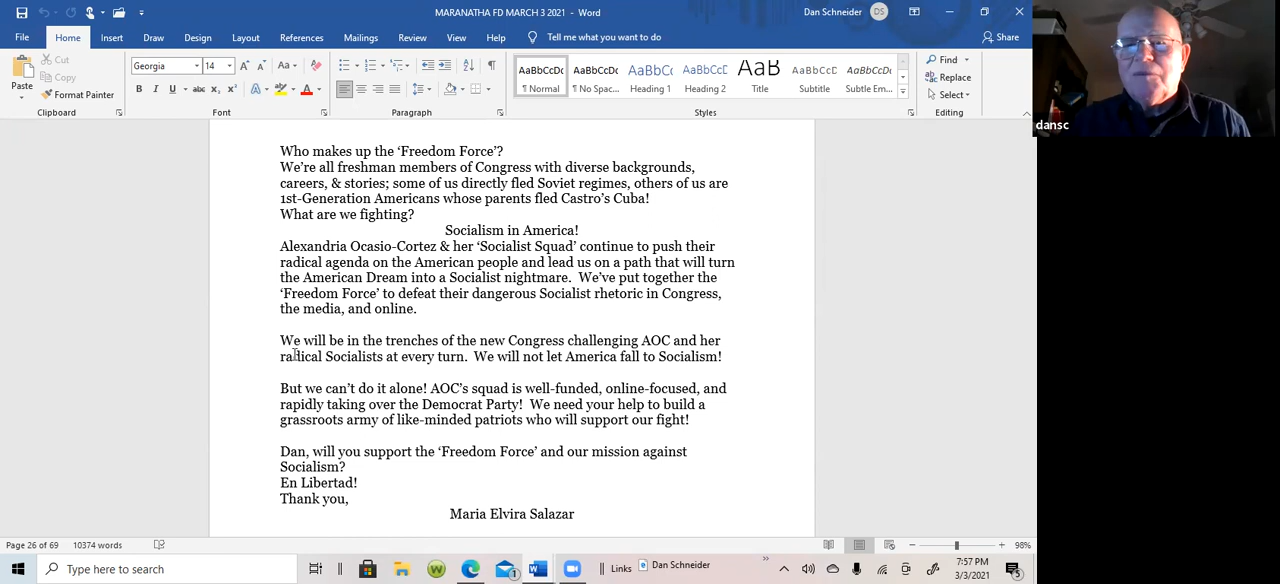 MARANATHA FD MARCH 3 2021 - Word
Dan Schneider
DS
File Home Insert Draw Design Layout References Mailings Review View Help Tell me what you want to do
Share
Paste
Cut
Copy
Format Painter
Clipboard
Georgia 14
Font
Paragraph
AaBbCcDc AaBbCcDc AaBbCc AaBbCcD AaB AaBbCcD AaBbCcDc
¶ Normal ¶ No Spac... Heading 1 Heading 2 Title Subtitle Subtle Em...
Styles
Find
Replace
Select
Editing
dansc
Who makes up the ‘Freedom Force’?
We’re all freshman members of Congress with diverse backgrounds,
careers, & stories; some of us directly fled Soviet regimes, others of us are
1st-Generation Americans whose parents fled Castro’s Cuba!
What are we fighting?
Socialism in America!
Alexandria Ocasio-Cortez & her ‘Socialist Squad’ continue to push their
radical agenda on the American people and lead us on a path that will turn
the American Dream into a Socialist nightmare. We’ve put together the
‘Freedom Force’ to defeat their dangerous Socialist rhetoric in Congress,
the media, and online.
We will be in the trenches of the new Congress challenging AOC and her
radical Socialists at every turn. We will not let America fall to Socialism!
But we can’t do it alone! AOC’s squad is well-funded, online-focused, and
rapidly taking over the Democrat Party! We need your help to build a
grassroots army of like-minded patriots who will support our fight!
Dan, will you support the ‘Freedom Force’ and our mission against
Socialism?
En Libertad!
Thank you,
Maria Elvira Salazar
Page 26 of 69 10374 words
98%
Type here to search
Links
Dan Schneider
7:57 PM
3/3/2021